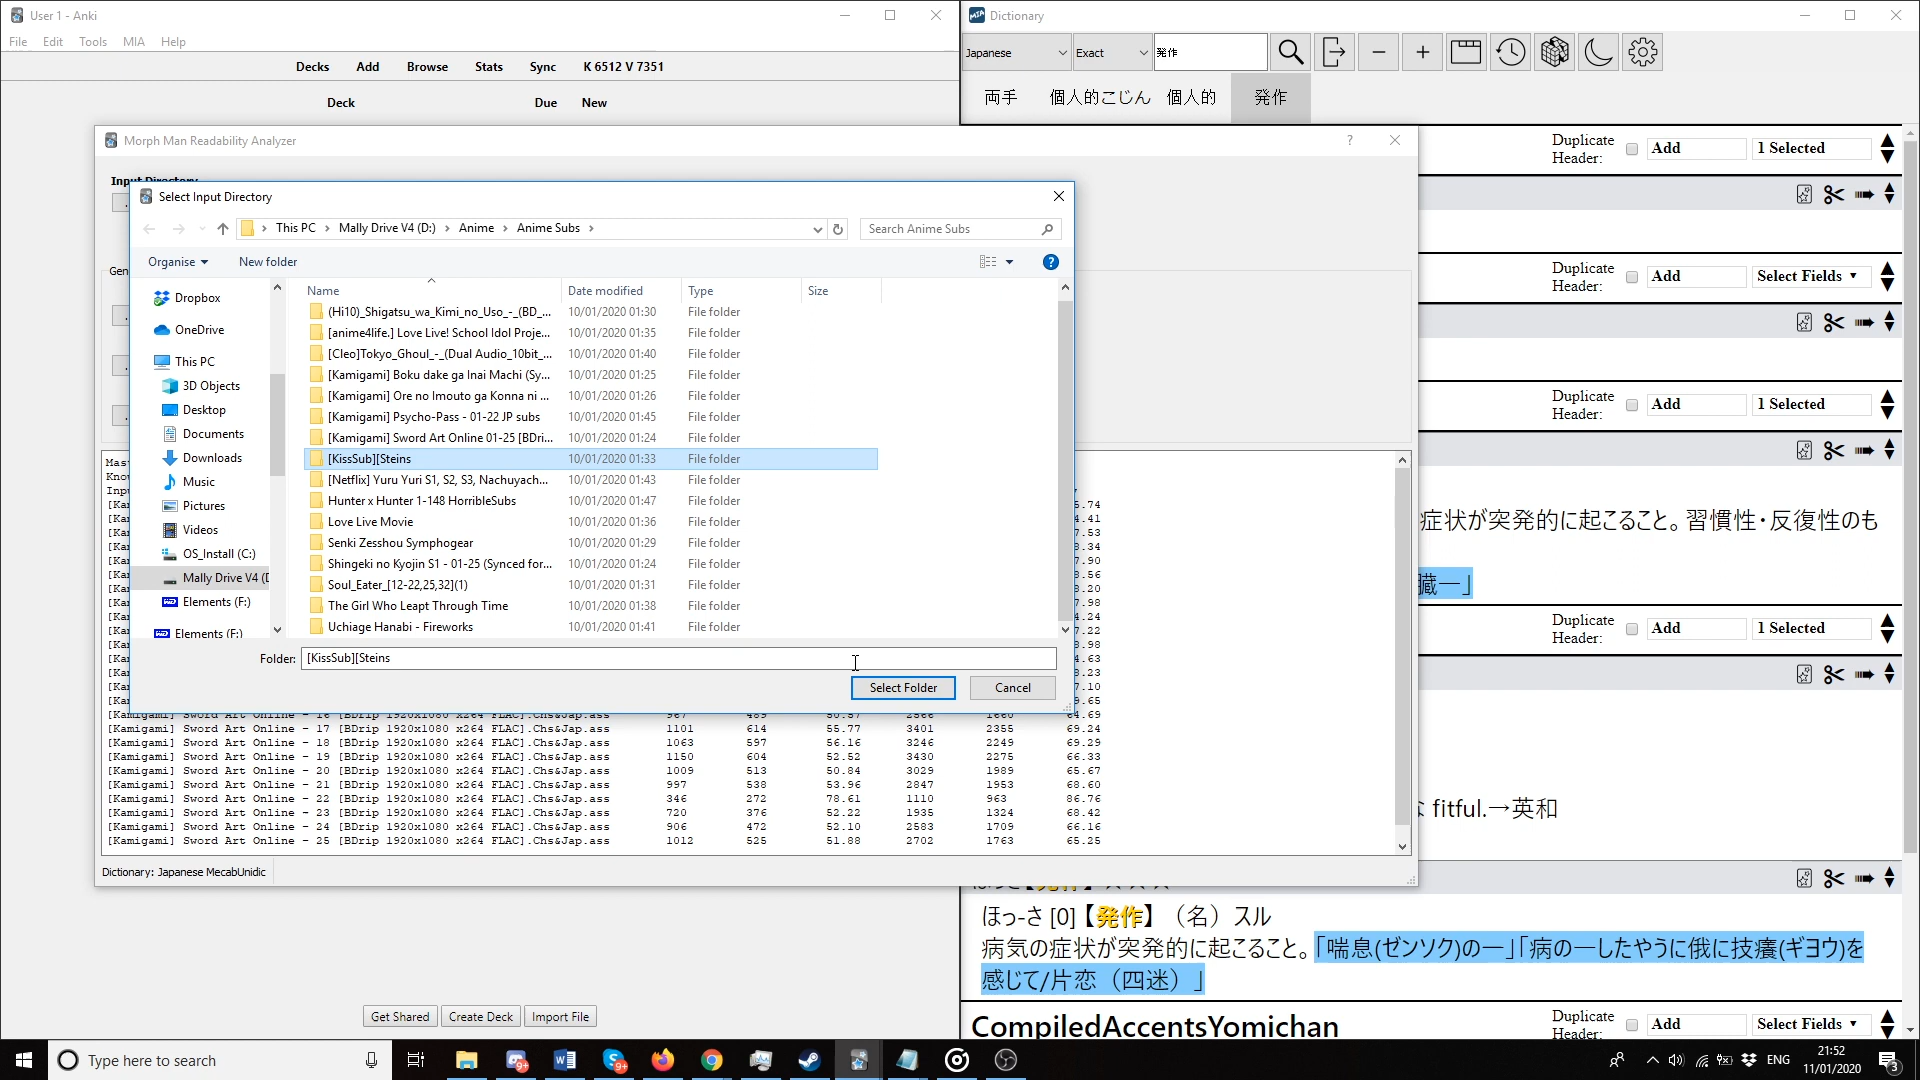 User 1 - Anki
File Edit Tools MIA Help
Decks Add Browse Stats Sync K 6512 V 7351
Deck Due New
Dictionary
Japanese Exact 発作
両手 個人的こじん 個人的 発作
Morph Man Readability Analyzer
?
Input Directory
Select Input Directory
This PC > Mally Drive V4 (D:) > Anime > Anime Subs >
Search Anime Subs
Organise New folder
Name Date modified Type Size
Dropbox
OneDrive
This PC
3D Objects
Desktop
Documents
Downloads
Music
Pictures
Videos
OS_Install (C:)
Mally Drive V4 (D
Elements (F:)
Elements (F:)
(Hi10)_Shigatsu_wa_Kimi_no_Uso_-_(BD_... 10/01/2020 01:30 File folder
[anime4life.] Love Live! School Idol Proje... 10/01/2020 01:35 File folder
[Cleo]Tokyo_Ghoul_-_(Dual Audio_10bit_... 10/01/2020 01:40 File folder
[Kamigami] Boku dake ga Inai Machi (Sy... 10/01/2020 01:25 File folder
[Kamigami] Ore no Imouto ga Konna ni ... 10/01/2020 01:26 File folder
[Kamigami] Psycho-Pass - 01-22 JP subs 10/01/2020 01:45 File folder
[Kamigami] Sword Art Online 01-25 [BDri... 10/01/2020 01:24 File folder
[KissSub][Steins 10/01/2020 01:33 File folder
[Netflix] Yuru Yuri S1, S2, S3, Nachuyach... 10/01/2020 01:43 File folder
Hunter x Hunter 1-148 HorribleSubs 10/01/2020 01:47 File folder
Love Live Movie 10/01/2020 01:36 File folder
Senki Zesshou Symphogear 10/01/2020 01:29 File folder
Shingeki no Kyojin S1 - 01-25 (Synced for... 10/01/2020 01:24 File folder
Soul_Eater_[12-22,25,32](1) 10/01/2020 01:31 File folder
The Girl Who Leapt Through Time 10/01/2020 01:38 File folder
Uchiage Hanabi - Fireworks 10/01/2020 01:41 File folder
Folder: [KissSub][Steins
Select Folder Cancel
[Kamigami] Sword Art Online - 17 [BDrip 1920x1080 x264 FLAC].Chs&Jap.ass 1101 614 55.77 3401 2355 69.24
[Kamigami] Sword Art Online - 18 [BDrip 1920x1080 x264 FLAC].Chs&Jap.ass 1063 597 56.16 3246 2249 69.29
[Kamigami] Sword Art Online - 19 [BDrip 1920x1080 x264 FLAC].Chs&Jap.ass 1150 604 52.52 3430 2275 66.33
[Kamigami] Sword Art Online - 20 [BDrip 1920x1080 x264 FLAC].Chs&Jap.ass 1009 513 50.84 3029 1989 65.67
[Kamigami] Sword Art Online - 21 [BDrip 1920x1080 x264 FLAC].Chs&Jap.ass 997 538 53.96 2847 1953 68.60
[Kamigami] Sword Art Online - 22 [BDrip 1920x1080 x264 FLAC].Chs&Jap.ass 346 272 78.61 1110 963 86.76
[Kamigami] Sword Art Online - 23 [BDrip 1920x1080 x264 FLAC].Chs&Jap.ass 720 376 52.22 1935 1324 68.42
[Kamigami] Sword Art Online - 24 [BDrip 1920x1080 x264 FLAC].Chs&Jap.ass 906 472 52.10 2583 1709 66.16
[Kamigami] Sword Art Online - 25 [BDrip 1920x1080 x264 FLAC].Chs&Jap.ass 1012 525 51.88 2702 1763 65.25
Dictionary: Japanese MecabUnidic
Get Shared Create Deck Import File
Duplicate Header: Add 1 Selected
Duplicate Header: Add Select Fields ▼
Duplicate Header: Add 1 Selected
症状が突発的に起こること。習慣性・反復性のも
臓―」
Duplicate Header: Add 1 Selected
fitful.→英和
ほっ‐さ [0]【発作】（名）スル
病気の症状が突発的に起こること。「喘息(ゼンソク)の―」「病の―したやうに俄に技癢(ギヨウ)を
感じて/片恋（四迷）」
CompiledAccentsYomichan
Duplicate Header: Add Select Fields ▼
Type here to search
ENG
21:52
11/01/2020
3